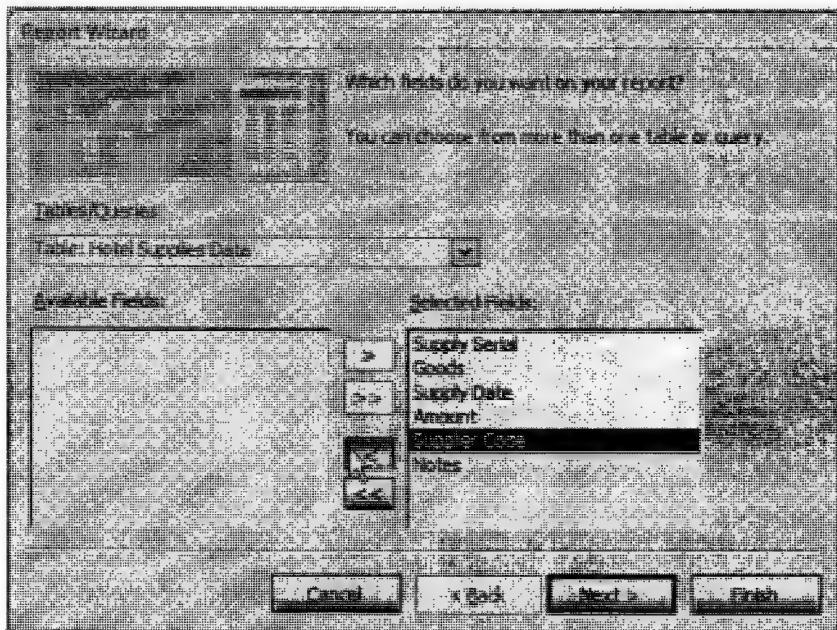 Report Wizard
Which fields do you want on your report?
You can choose from more than one table or query.
Tables/Queries
Table: Hotel Supplies Date
Available Fields:
Selected Fields:
>
>>
<
<<
Supply Serial
Goods
Supply Date
Amount
Supplier Code
Notes
Cancel
< Back
Next >
Finish